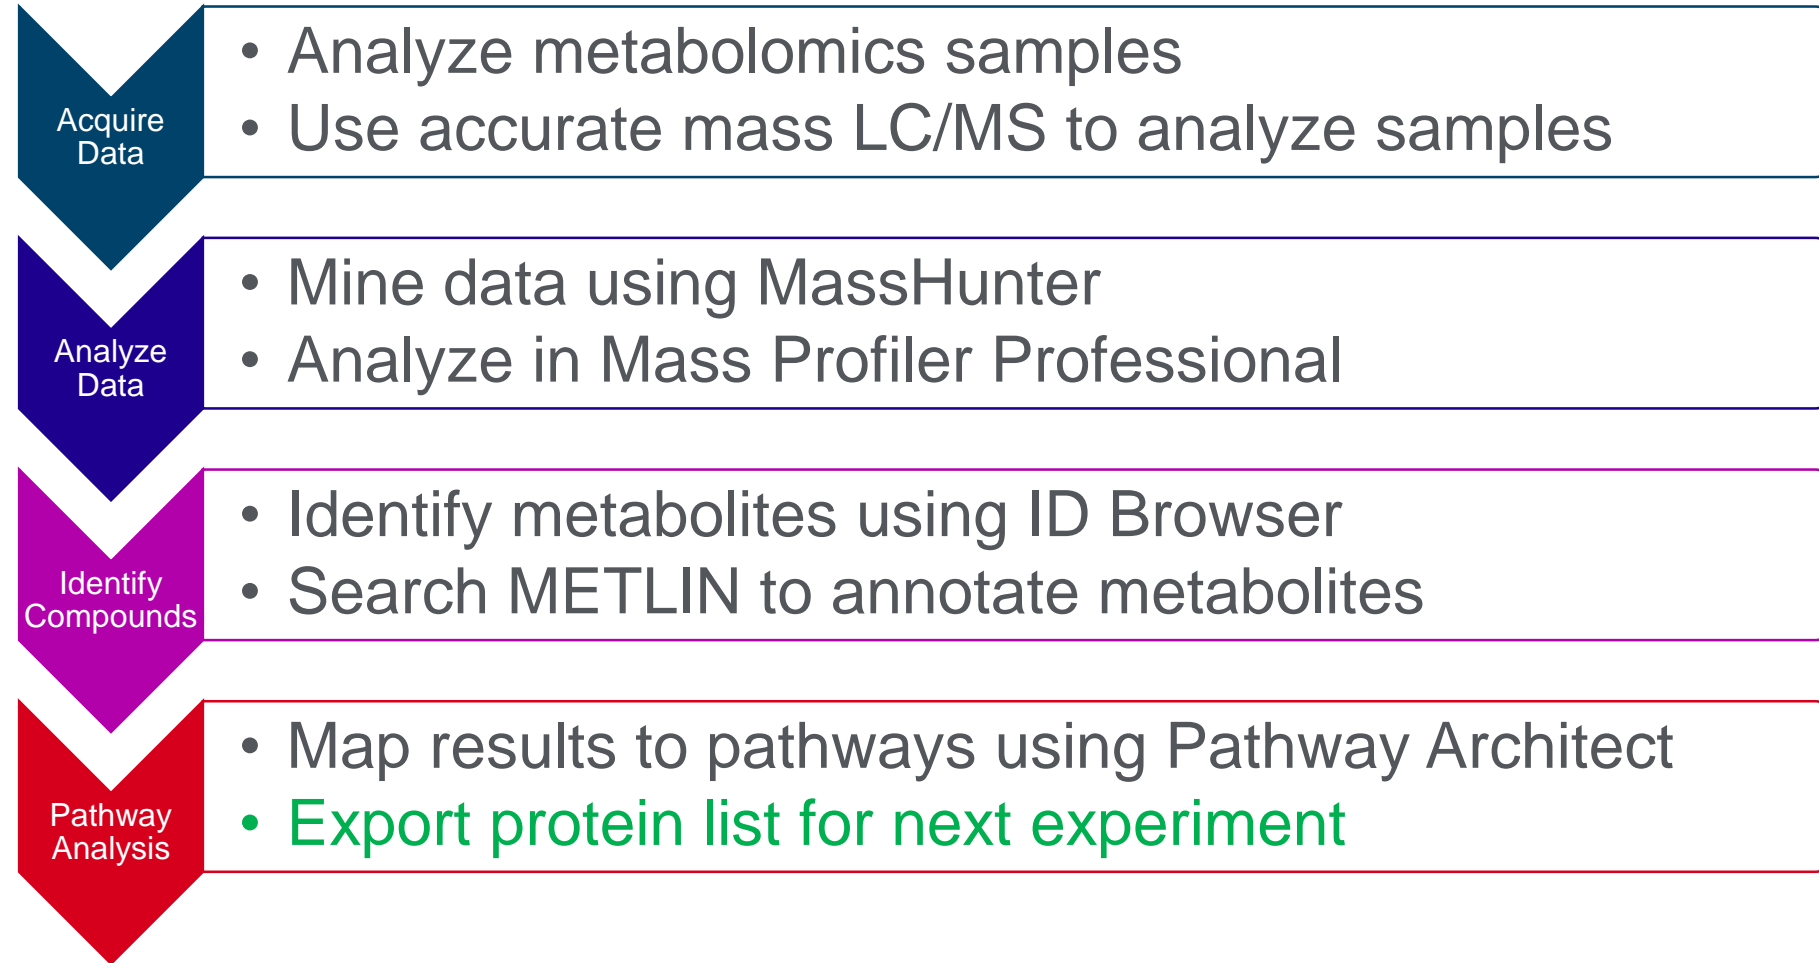 Acquire
Data
• Analyze metabolomics samples
• Use accurate mass LC/MS to analyze samples
Analyze
Data
• Mine data using MassHunter
• Analyze in Mass Profiler Professional
Identify
Compounds
• Identify metabolites using ID Browser
• Search METLIN to annotate metabolites
Pathway
Analysis
• Map results to pathways using Pathway Architect
• Export protein list for next experiment